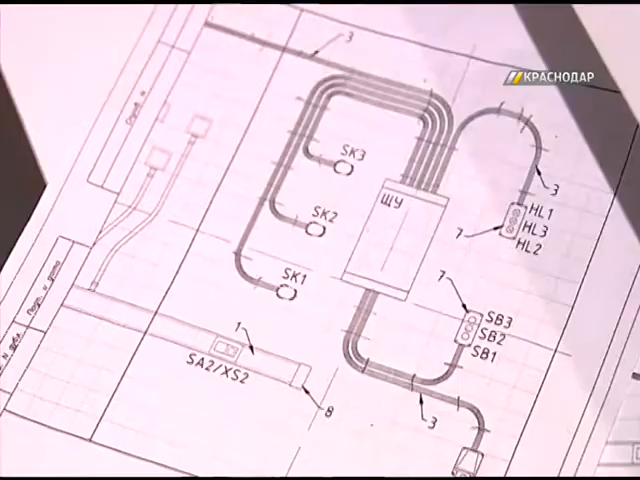 3
КРАСНОДАР
SK3
ЩУ
3
SK2
HL1
HL3
HL2
7
SK1
7
SB3
SB2
SB1
1
SA2/XS2
8
3